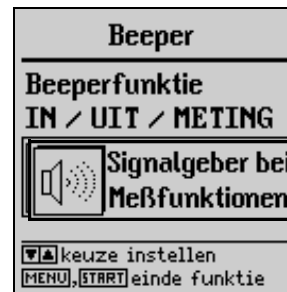 Beeper
Beeperfunktie
IN / UIT / METING
Signalgeber bei
Meßfunktionen
▼▲ keuze instellen
MENU, START einde funktie